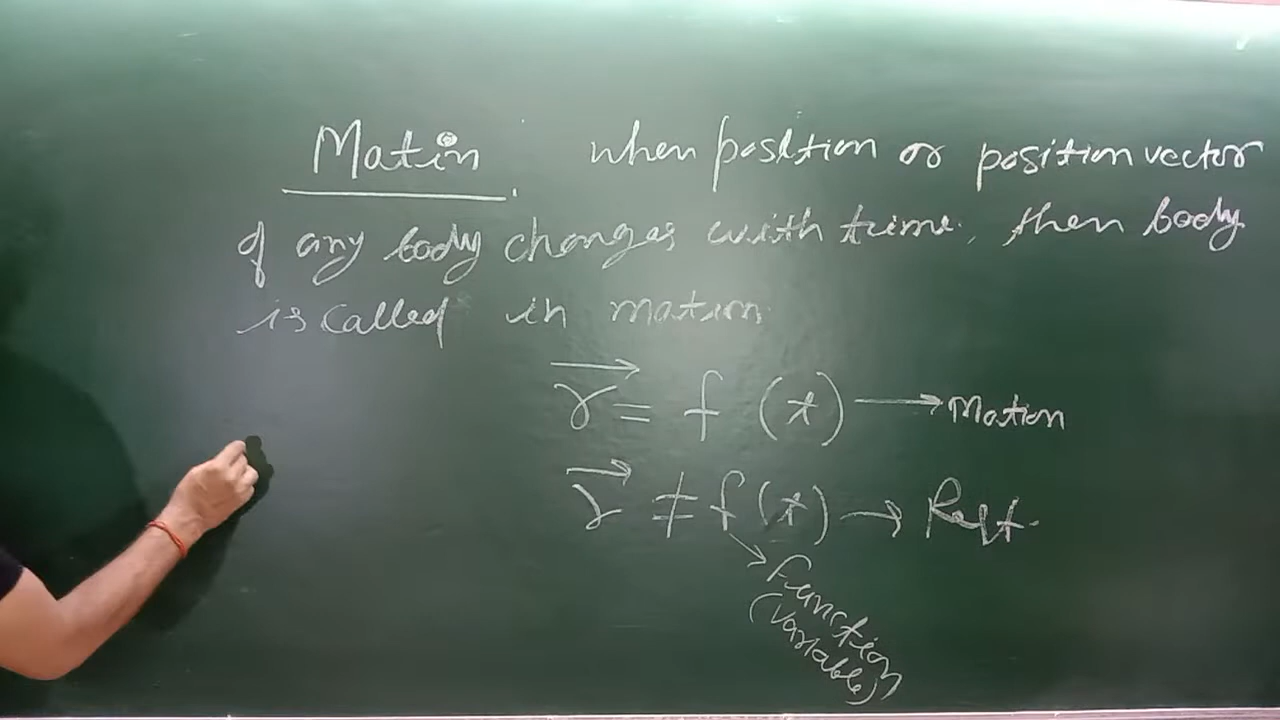 Motion when position or position vector
of any body changes with time, then body
is called in motion.
r⃗ = f (t) → Motion
r⃗ ≠ f (t) → Rest.
Function
(Variable)